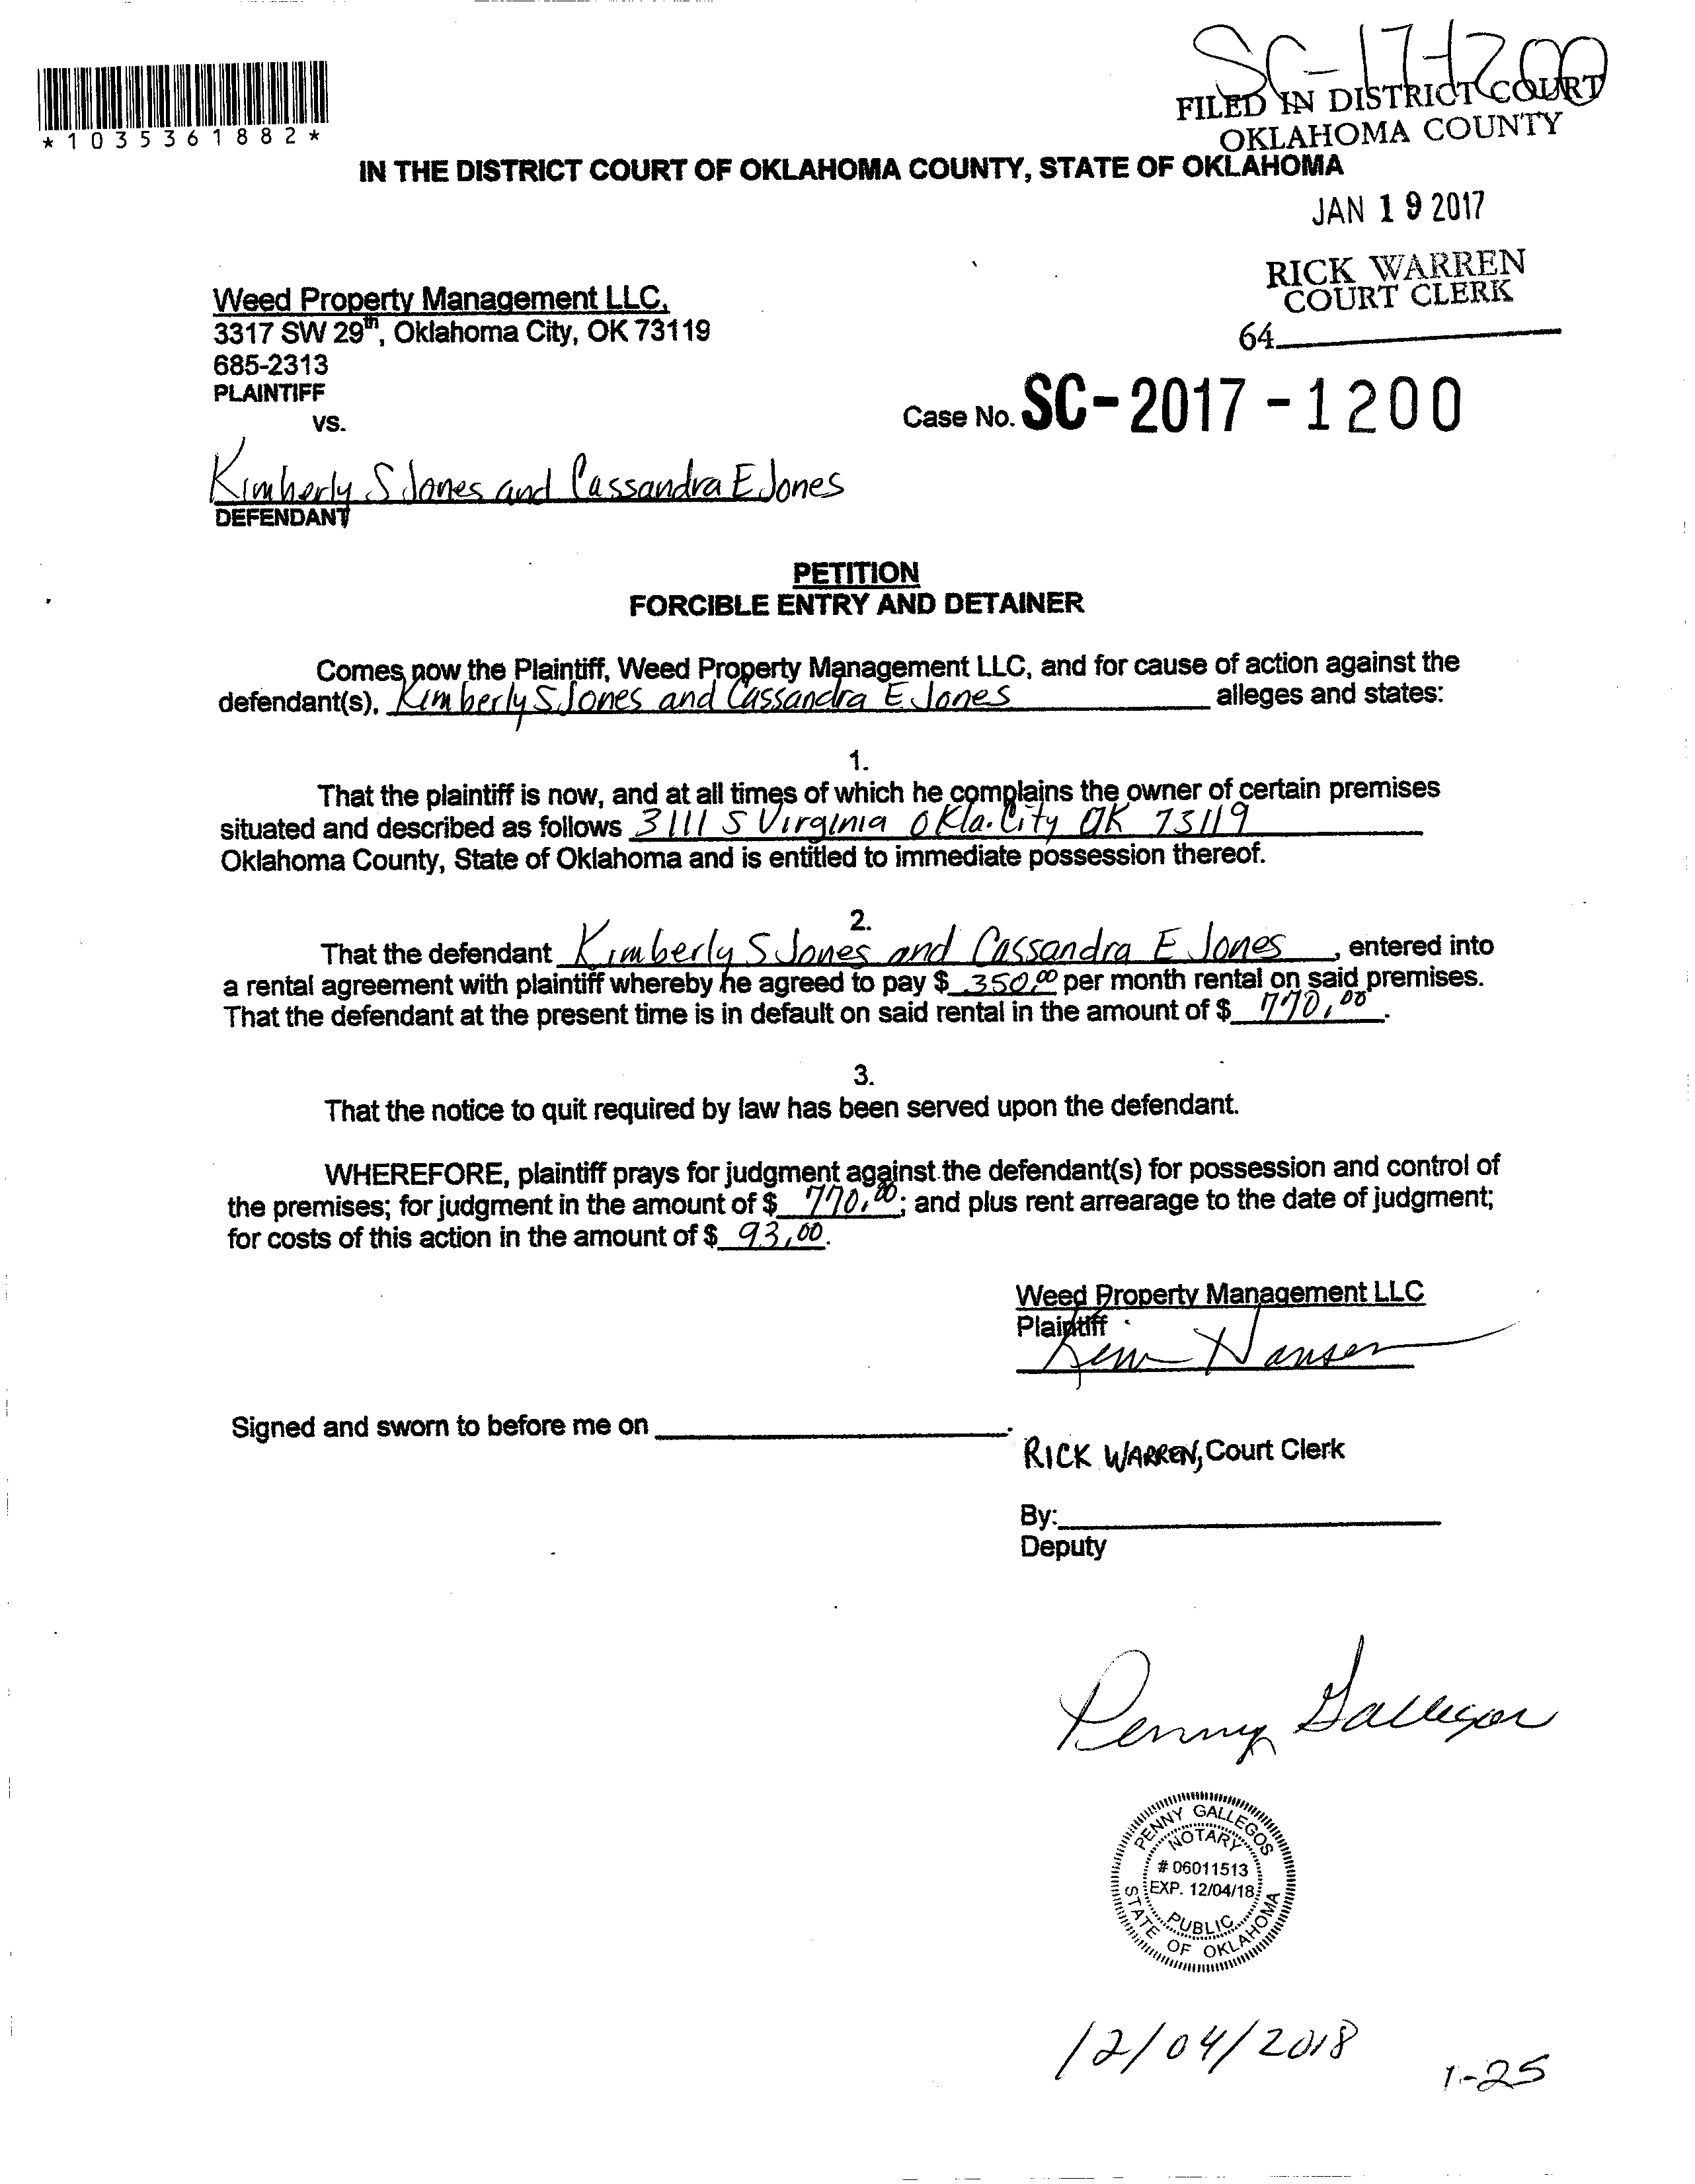 SC-17-1200
*1035361882*
FILED IN DISTRICT COURT
OKLAHOMA COUNTY
IN THE DISTRICT COURT OF OKLAHOMA COUNTY, STATE OF OKLAHOMA
JAN 19 2017
RICK WARREN
COURT CLERK
64
Weed Property Management LLC,
3317 SW 29th, Oklahoma City, OK 73119
685-2313
PLAINTIFF
vs.
Case No. SC-2017-1200
Kimberly S Jones and Cassandra E Jones
DEFENDANT
PETITION
FORCIBLE ENTRY AND DETAINER
Comes now the Plaintiff, Weed Property Management LLC, and for cause of action against the
defendant(s), Kimberly S Jones and Cassandra E Jones alleges and states:
1.
That the plaintiff is now, and at all times of which he complains the owner of certain premises
situated and described as follows 3111 S Virginia Okla. City OK 73119
Oklahoma County, State of Oklahoma and is entitled to immediate possession thereof.
2.
That the defendant Kimberly S Jones and Cassandra E Jones, entered into
a rental agreement with plaintiff whereby he agreed to pay $ 350.00 per month rental on said premises.
That the defendant at the present time is in default on said rental in the amount of $ 770.00.
3.
That the notice to quit required by law has been served upon the defendant.
WHEREFORE, plaintiff prays for judgment against the defendant(s) for possession and control of
the premises; for judgment in the amount of $ 770.00; and plus rent arrearage to the date of judgment;
for costs of this action in the amount of $ 93.00.
Weed Property Management LLC
Plaintiff
Hansen
Signed and sworn to before me on
RICK WARREN, Court Clerk
By:
Deputy
Penny Gallegos
PENNY GALLEGOS
NOTARY
# 06011513
EXP. 12/04/18
PUBLIC
STATE OF OKLAHOMA
12/04/2018
1-25